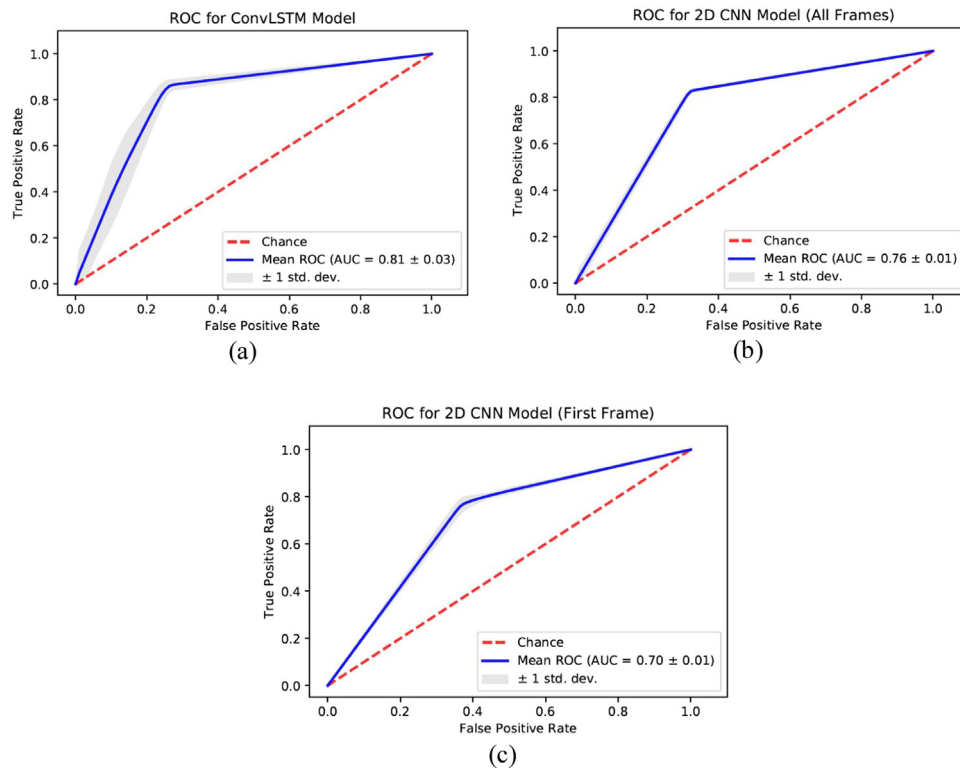 ROC for ConvLSTM Model
1.0
0.8
0.6
0.4
0.2
0.0
True Positive Rate
Chance
Mean ROC (AUC = 0.81 ± 0.03)
± 1 std. dev.
0.0 0.2 0.4 0.6 0.8 1.0
False Positive Rate
(a)
ROC for 2D CNN Model (All Frames)
1.0
0.8
0.6
0.4
0.2
0.0
True Positive Rate
Chance
Mean ROC (AUC = 0.76 ± 0.01)
± 1 std. dev.
0.0 0.2 0.4 0.6 0.8 1.0
False Positive Rate
(b)
ROC for 2D CNN Model (First Frame)
1.0
0.8
0.6
0.4
0.2
0.0
True Positive Rate
Chance
Mean ROC (AUC = 0.70 ± 0.01)
± 1 std. dev.
0.0 0.2 0.4 0.6 0.8 1.0
False Positive Rate
(c)